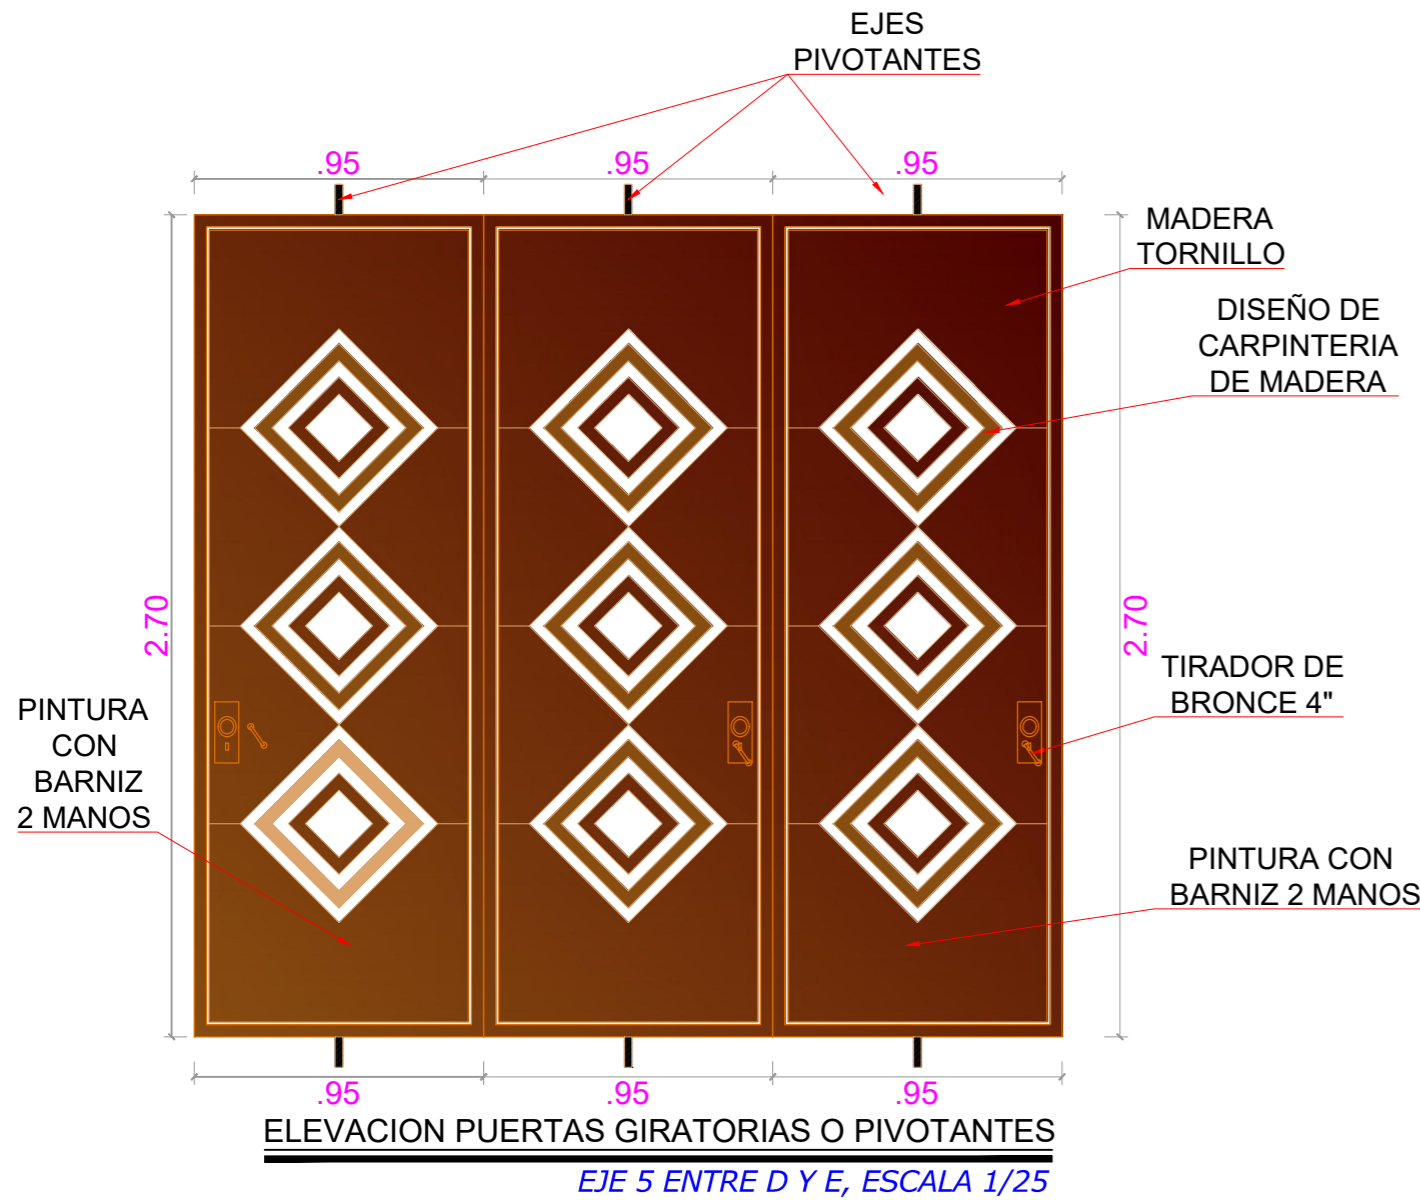 EJES
PIVOTANTES
.95
.95
.95
MADERA
TORNILLO
DISEÑO DE
CARPINTERIA
DE MADERA
2.70
2.70
TIRADOR DE
BRONCE 4"
PINTURA
CON
BARNIZ
2 MANOS
PINTURA CON
BARNIZ 2 MANOS
.95
.95
.95
ELEVACION PUERTAS GIRATORIAS O PIVOTANTES
EJE 5 ENTRE D Y E, ESCALA 1/25